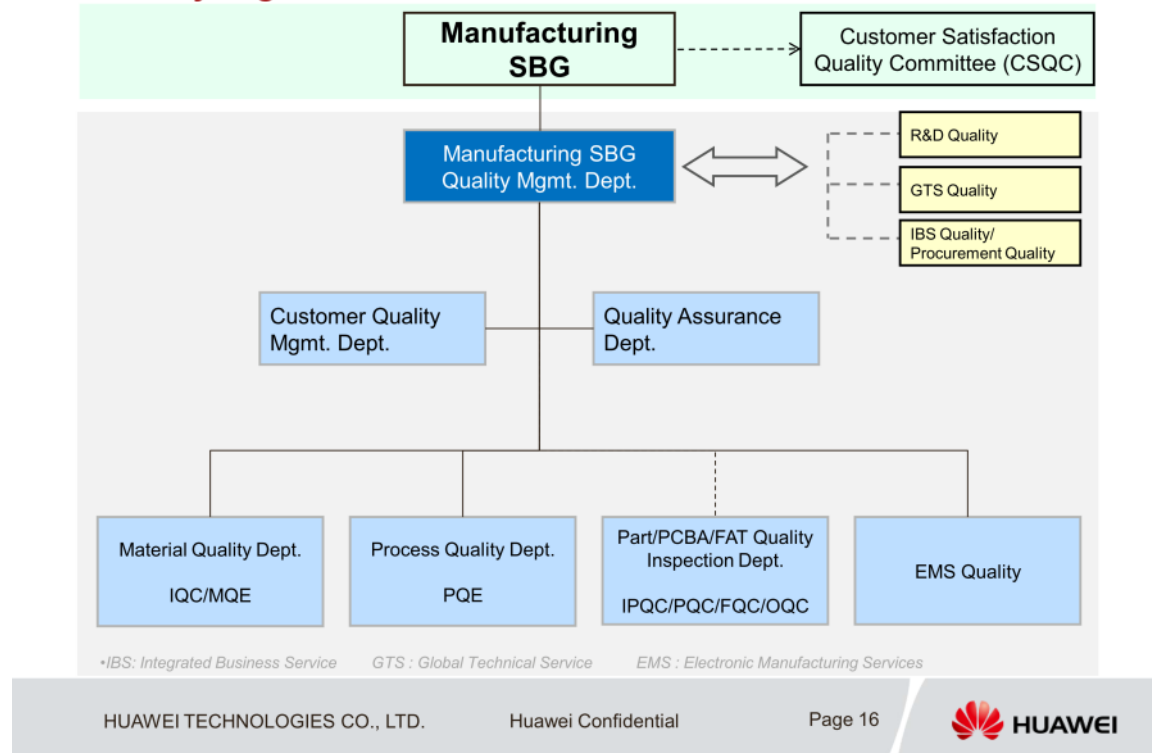 Manufacturing
SBG
Customer Satisfaction
Quality Committee (CSQC)
Manufacturing SBG
Quality Mgmt. Dept.
R&D Quality
GTS Quality
IBS Quality/
Procurement Quality
Customer Quality
Mgmt. Dept.
Quality Assurance
Dept.
Material Quality Dept.
IQC/MQE
Process Quality Dept.
PQE
Part/PCBA/FAT Quality
Inspection Dept.
IPQC/PQC/FQC/OQC
EMS Quality
•IBS: Integrated Business Service GTS : Global Technical Service EMS : Electronic Manufacturing Services
HUAWEI TECHNOLOGIES CO., LTD. Huawei Confidential Page 16 HUAWEI